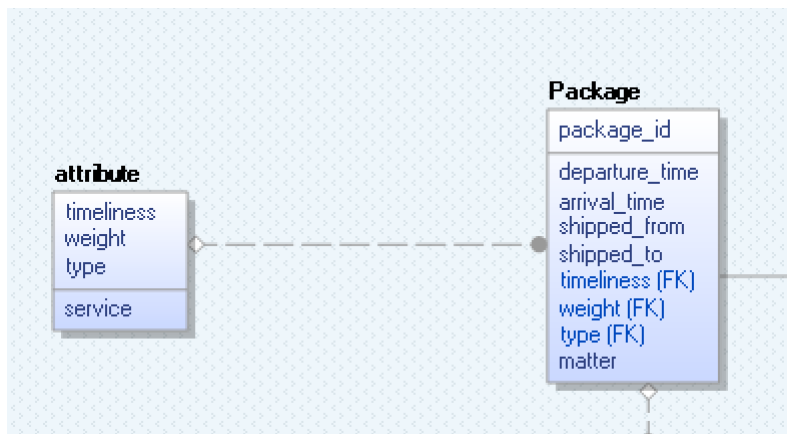 attribute
timeliness
weight
type
service
Package
package_id
departure_time
arrival_time
shipped_from
shipped_to
timeliness (FK)
weight (FK)
type (FK)
matter